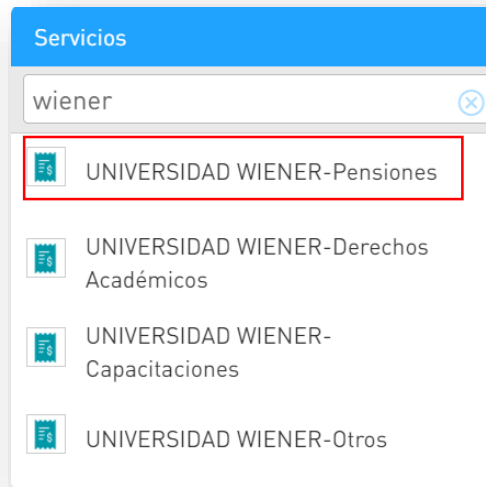 Servicios
wiener
UNIVERSIDAD WIENER-Pensiones
UNIVERSIDAD WIENER-Derechos
Académicos
UNIVERSIDAD WIENER-
Capacitaciones
UNIVERSIDAD WIENER-Otros